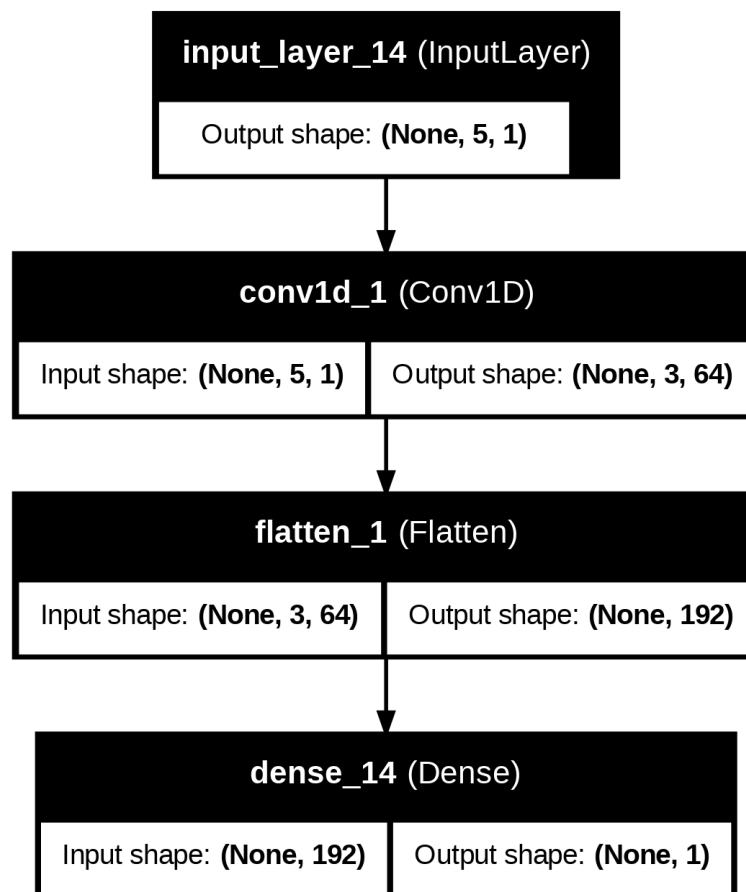 input_layer_14 (InputLayer)
Output shape: (None, 5, 1)
conv1d_1 (Conv1D)
Input shape: (None, 5, 1) Output shape: (None, 3, 64)
flatten_1 (Flatten)
Input shape: (None, 3, 64) Output shape: (None, 192)
dense_14 (Dense)
Input shape: (None, 192) Output shape: (None, 1)